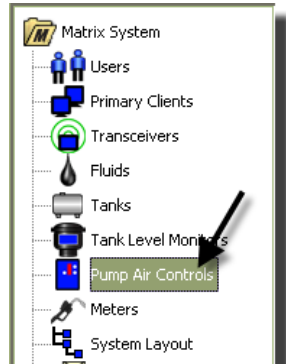 Matrix System
Users
Primary Clients
Transceivers
Fluids
Tanks
Tank Level Monitors
Pump Air Controls
Meters
System Layout